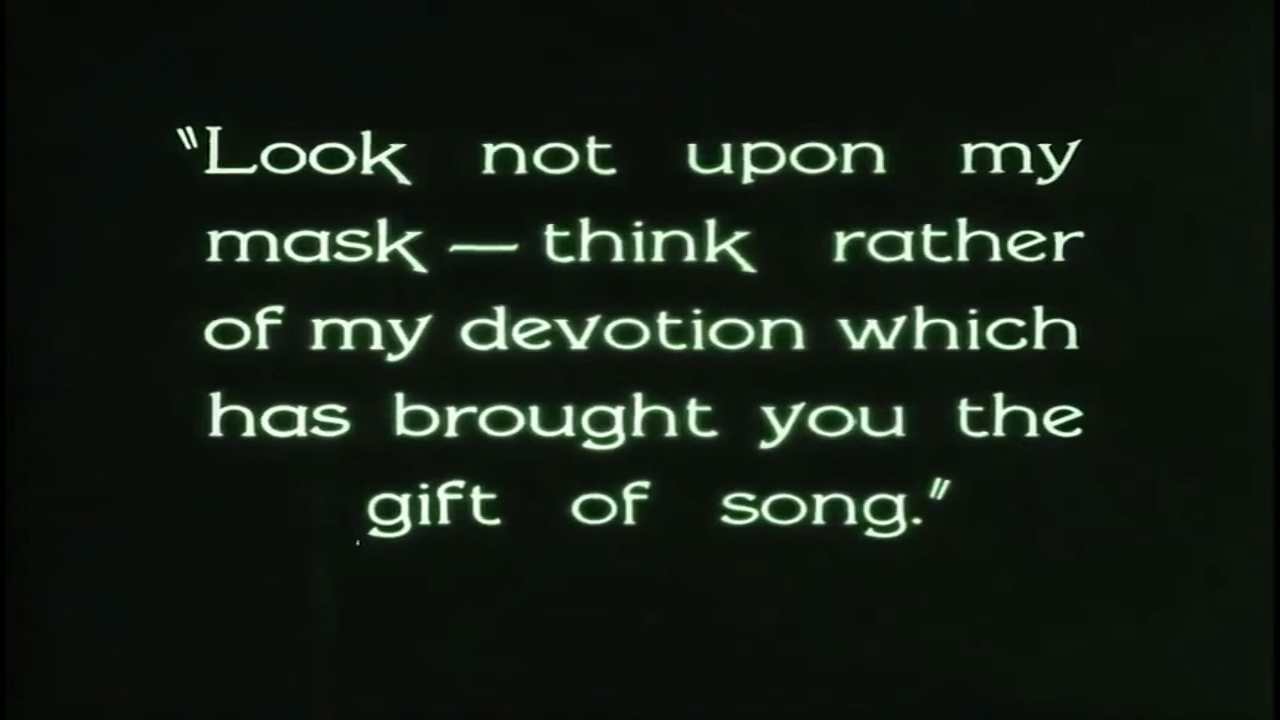 "Look not upon my
mask — think rather
of my devotion which
has brought you the
gift of song."